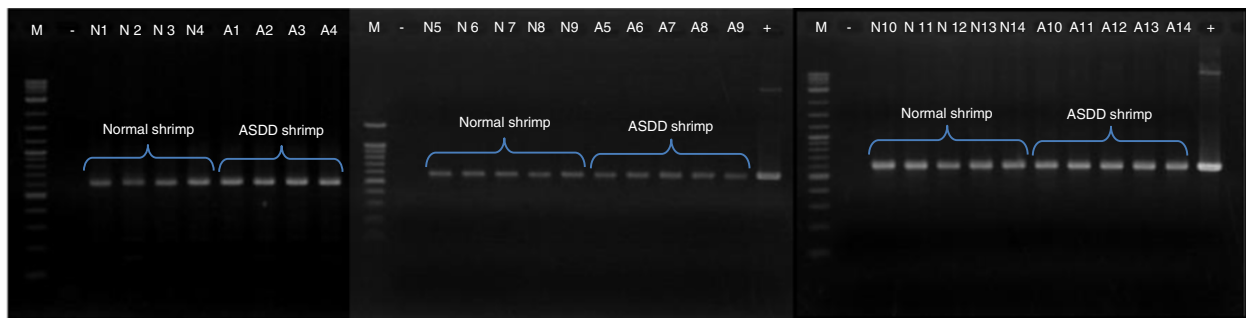 M - N1 N 2 N 3 N4 A1 A2 A3 A4
Normal shrimp ASDD shrimp
M - N5 N 6 N 7 N8 N9 A5 A6 A7 A8 A9 +
Normal shrimp ASDD shrimp
M - N10 N 11 N 12 N13 N14 A10 A11 A12 A13 A14 +
Normal shrimp ASDD shrimp